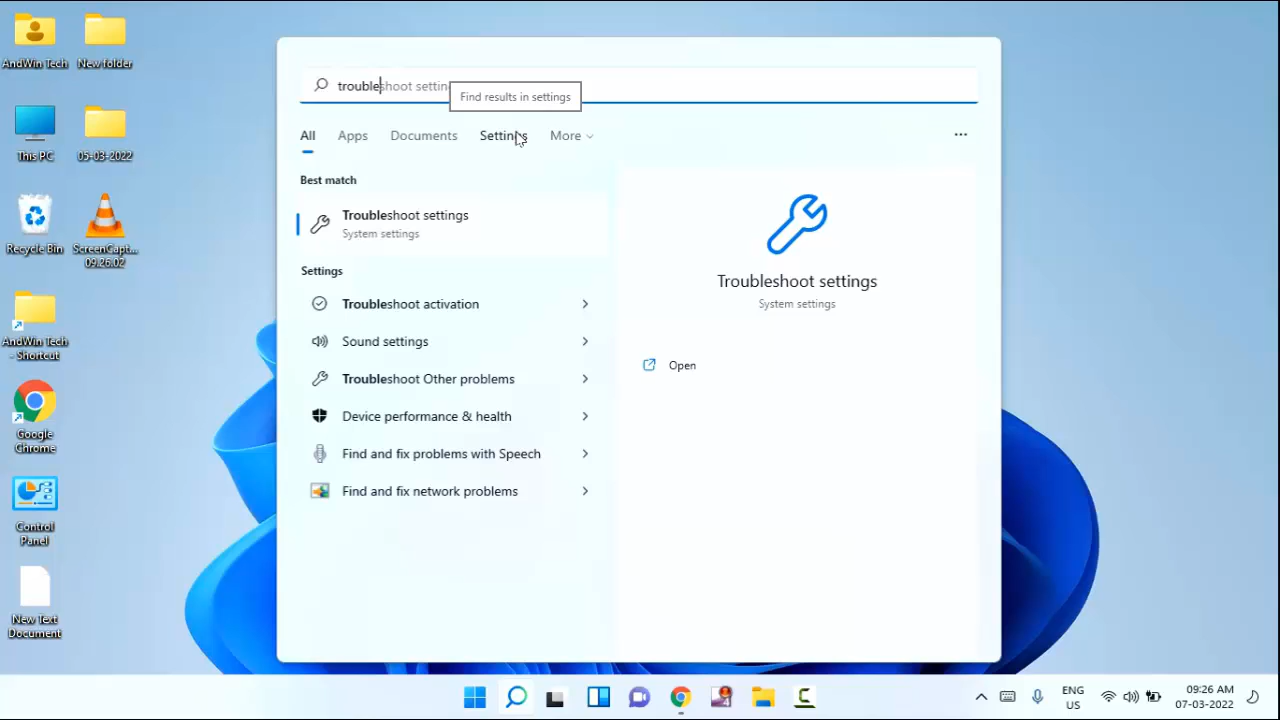 AndWin Tech
New folder
This PC
05-03-2022
Recycle Bin
ScreenCapt...
09.26.02
AndWin Tech
- Shortcut
Google
Chrome
Control
Panel
New Text
Document
troubleshoot settin
Find results in settings
All
Apps
Documents
Settings
More
...
Best match
Troubleshoot settings
System settings
Settings
Troubleshoot activation
Sound settings
Troubleshoot Other problems
Device performance & health
Find and fix problems with Speech
Find and fix network problems
Troubleshoot settings
System settings
Open
ENG
US
09:26 AM
07-03-2022